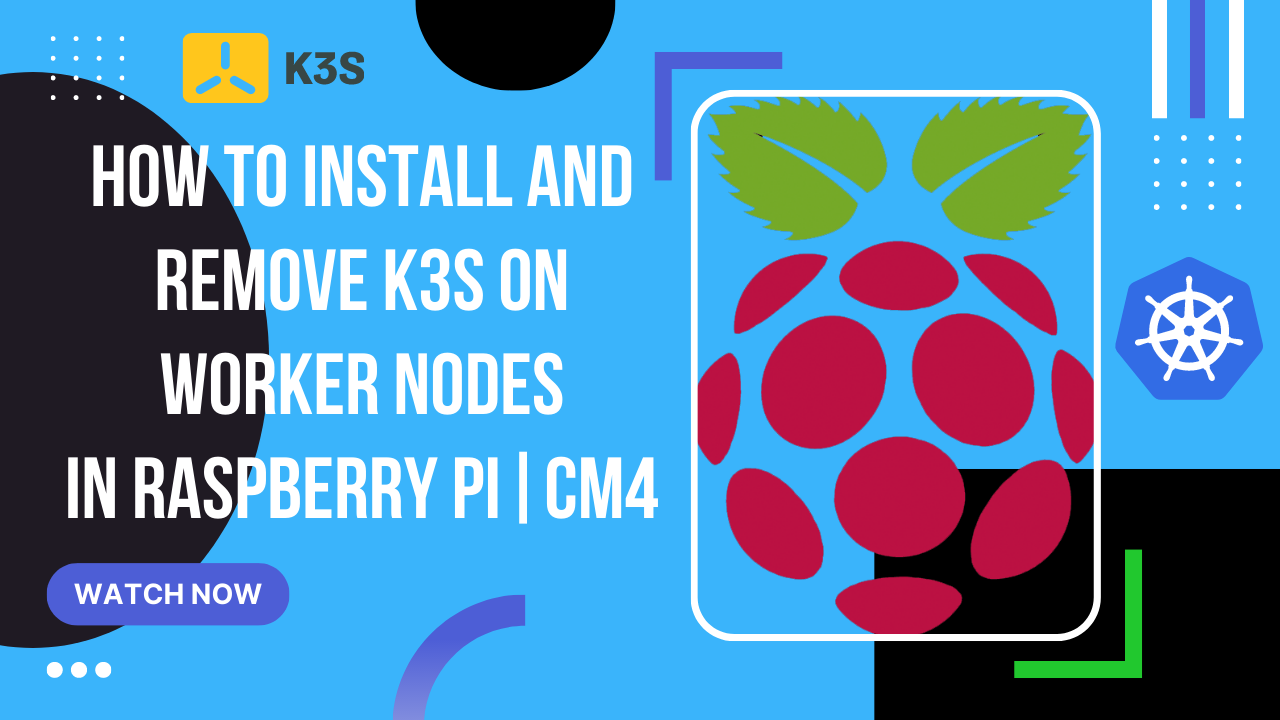 K3S
HOW TO INSTALL AND
REMOVE K3S ON
WORKER NODES
IN RASPBERRY PI | CM4
WATCH NOW